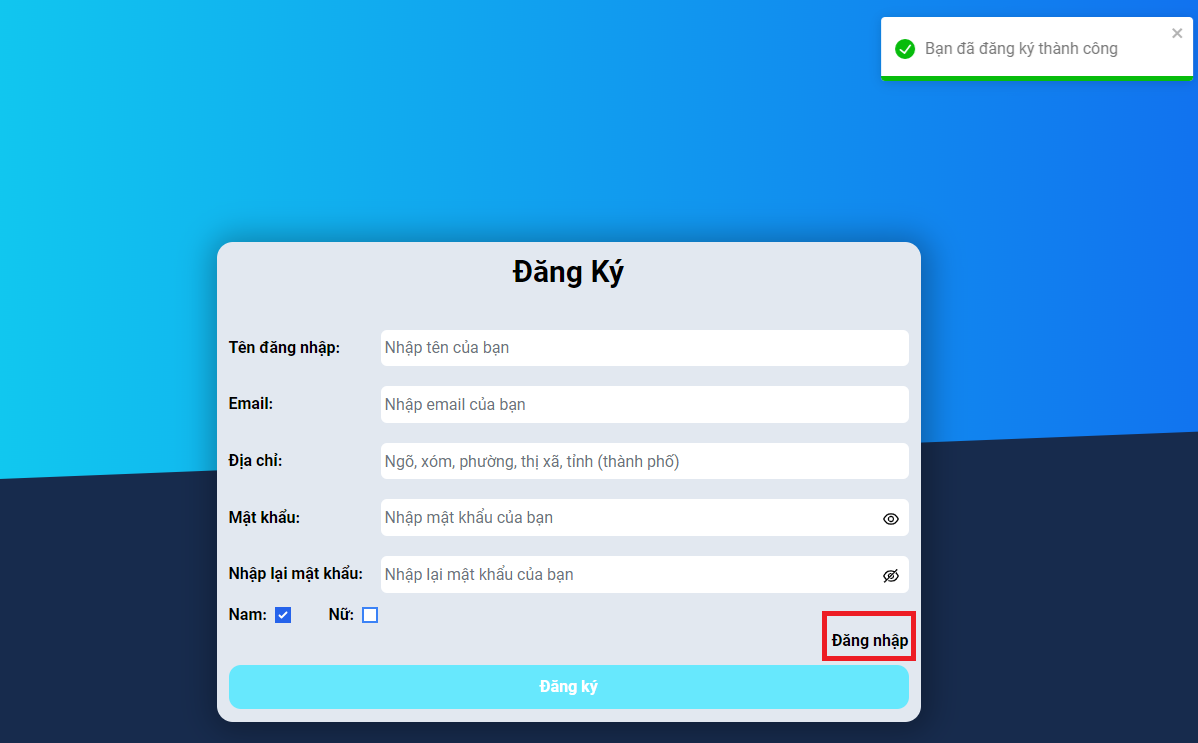 Bạn đã đăng ký thành công
Đăng Ký
Tên đăng nhập: Nhập tên của bạn
Email: Nhập email của bạn
Địa chỉ: Ngõ, xóm, phường, thị xã, tỉnh (thành phố)
Mật khẩu: Nhập mật khẩu của bạn
Nhập lại mật khẩu: Nhập lại mật khẩu của bạn
Nam: Nữ:
Đăng nhập
Đăng ký